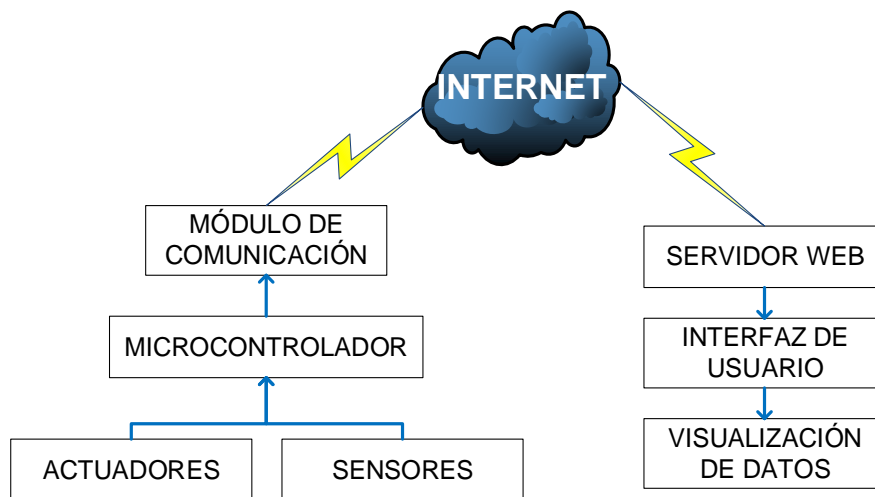 INTERNET
MÓDULO DE
COMUNICACIÓN
MICROCONTROLADOR
ACTUADORES
SENSORES
SERVIDOR WEB
INTERFAZ DE
USUARIO
VISUALIZACIÓN
DE DATOS